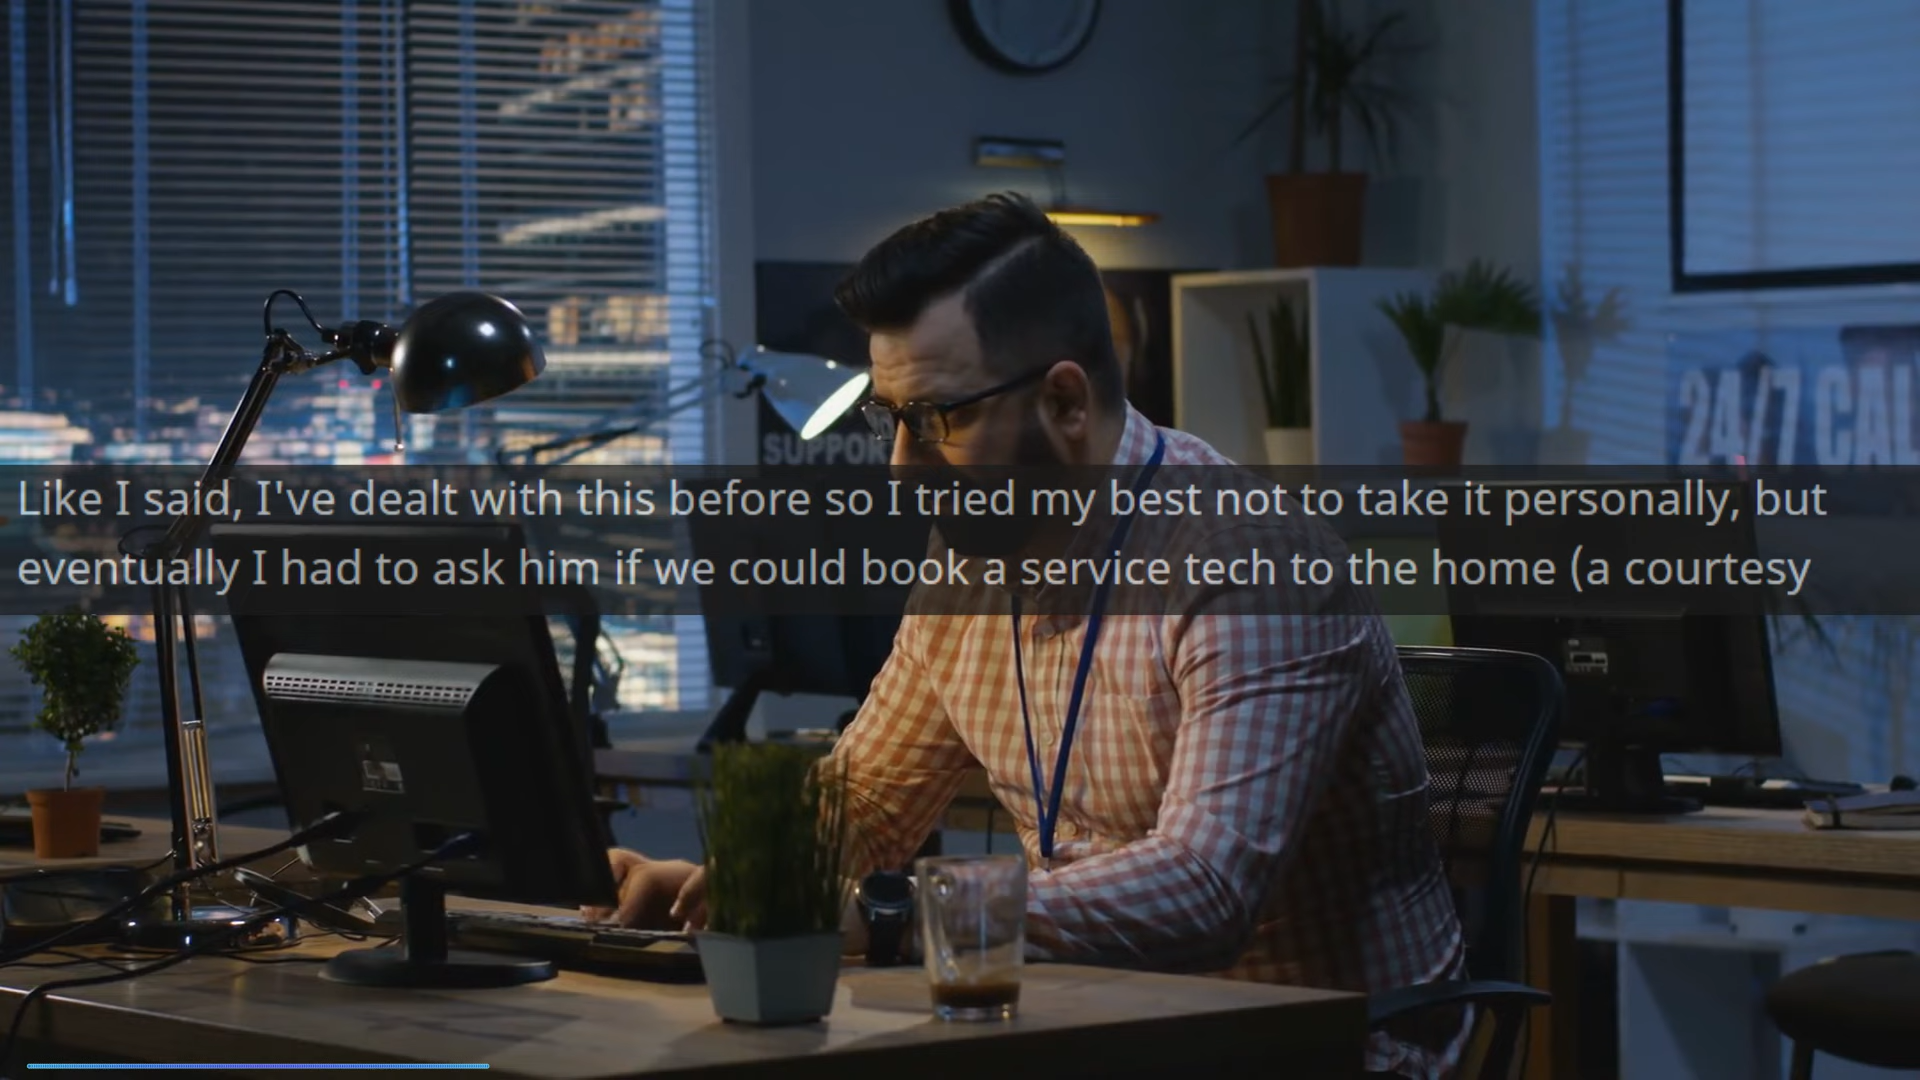 SUPPOR
24/7 CAL
Like I said, I've dealt with this before so I tried my best not to take it personally, but
eventually I had to ask him if we could book a service tech to the home (a courtesy